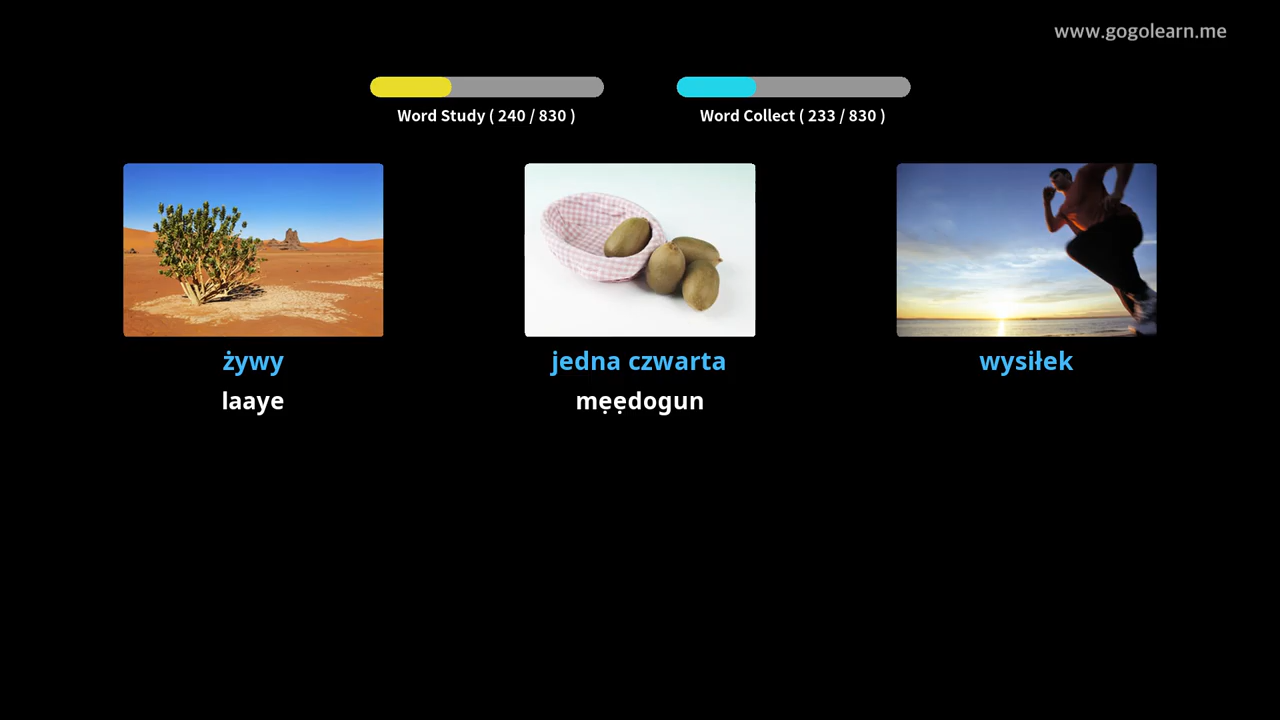 www.gogolearn.me
Word Study ( 240 / 830 )
Word Collect ( 233 / 830 )
żywy
jedna czwarta
wysiłek
laaye
mẹẹdogun